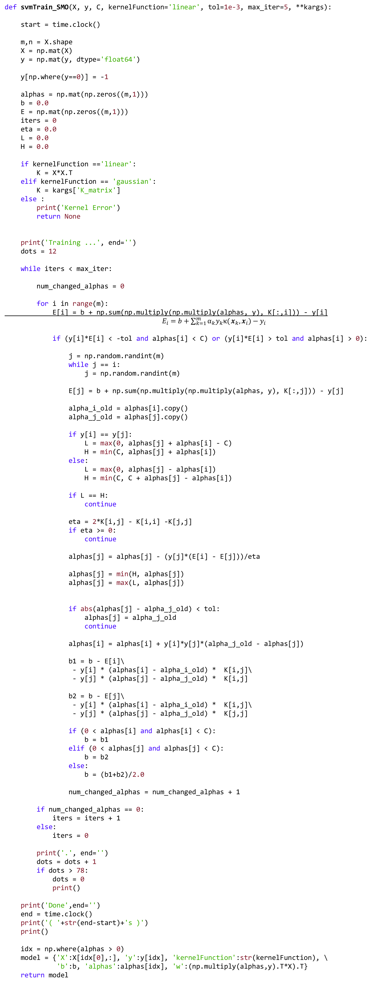 def svmTrain_SMO(X, y, C, kernelFunction='linear', tol=1e-3, max_iter=5, **kargs):
    start = time.clock()
    m,n = X.shape
    X = np.mat(X)
    y = np.mat(y, dtype='float64')
    y[np.where(y==0)] = -1
    alphas = np.mat(np.zeros((m,1)))
    b = 0.0
    E = np.mat(np.zeros((m,1)))
    iters = 0
    eta = 0.0
    L = 0.0
    H = 0.0
    if kernelFunction =='linear':
        K = X*X.T
    elif kernelFunction == 'gaussian':
        K = kargs['K_matrix']
    else :
        print('Kernel Error')
        return None
    print('Training ...', end='')
    dots = 12
    while iters < max_iter:
        num_changed_alphas = 0
        for i in range(m):
            E[i] = b + np.sum(np.multiply(np.multiply(alphas, y), K[:,i])) - y[i]
            E_i = b + ∑_{k=1}^{m} α_k y_k κ(x_k, x_i) − y_i
            if (y[i]*E[i] < -tol and alphas[i] < C) or (y[i]*E[i] > tol and alphas[i] > 0):
                j = np.random.randint(m)
                while j == i:
                    j = np.random.randint(m)
                E[j] = b + np.sum(np.multiply(np.multiply(alphas, y), K[:,j])) - y[j]
                alpha_i_old = alphas[i].copy()
                alpha_j_old = alphas[j].copy()
                if y[i] == y[j]:
                    L = max(0, alphas[j] + alphas[i] - C)
                    H = min(C, alphas[j] + alphas[i])
                else:
                    L = max(0, alphas[j] - alphas[i])
                    H = min(C, C + alphas[j] - alphas[i])
                if L == H:
                    continue
                eta = 2*K[i,j] - K[i,i] -K[j,j]
                if eta >= 0:
                    continue
                alphas[j] = alphas[j] - (y[j]*(E[i] - E[j]))/eta
                alphas[j] = min(H, alphas[j])
                alphas[j] = max(L, alphas[j])
                if abs(alphas[j] - alpha_j_old) < tol:
                    alphas[j] = alpha_j_old
                    continue
                alphas[i] = alphas[i] + y[i]*y[j]*(alpha_j_old - alphas[j])
                b1 = b - E[i]\
                 - y[i] * (alphas[i] - alpha_i_old) *  K[i,j]\
                 - y[j] * (alphas[j] - alpha_j_old) *  K[i,j]
                b2 = b - E[j]\
                 - y[i] * (alphas[i] - alpha_i_old) *  K[i,j]\
                 - y[j] * (alphas[j] - alpha_j_old) *  K[j,j]
                if (0 < alphas[i] and alphas[i] < C):
                    b = b1
                elif (0 < alphas[j] and alphas[j] < C):
                    b = b2
                else:
                    b = (b1+b2)/2.0
                num_changed_alphas = num_changed_alphas + 1
        if num_changed_alphas == 0:
            iters = iters + 1
        else:
            iters = 0
        print('.', end='')
        dots = dots + 1
        if dots > 78:
            dots = 0
            print()
    print('Done',end='')
    end = time.clock()
    print('( '+str(end-start)+'s )')
    print()
    idx = np.where(alphas > 0)
    model = {'X':X[idx[0],:], 'y':y[idx], 'kernelFunction':str(kernelFunction), \
             'b':b, 'alphas':alphas[idx], 'w':(np.multiply(alphas,y).T*X).T}
    return model